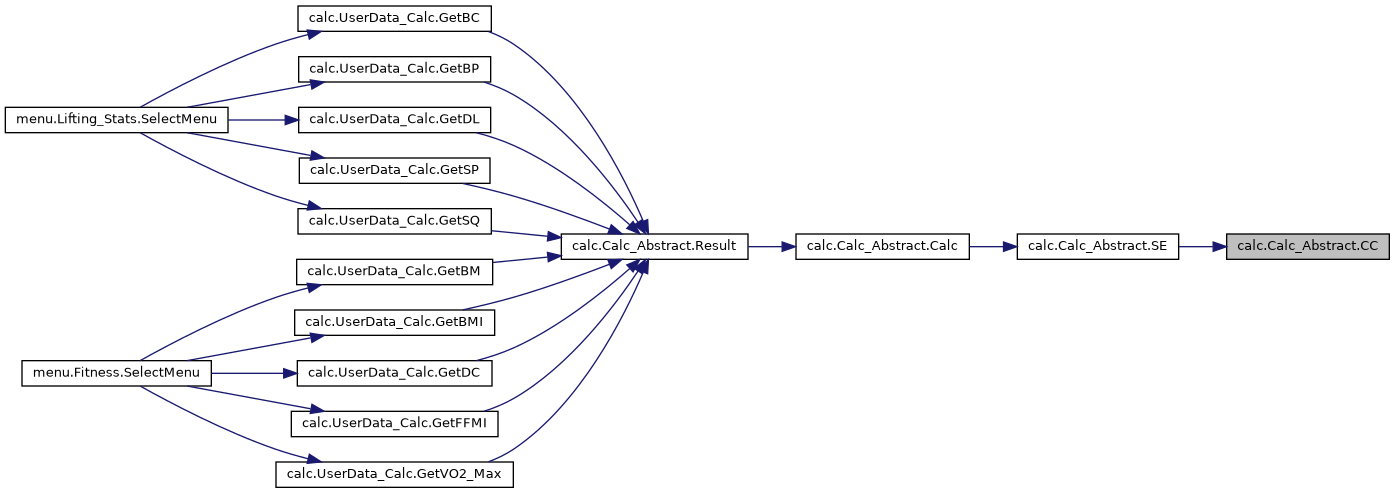 calc.UserData_Calc.GetBC
calc.UserData_Calc.GetBP
menu.Lifting_Stats.SelectMenu
calc.UserData_Calc.GetDL
calc.UserData_Calc.GetSP
calc.UserData_Calc.GetSQ
calc.Calc_Abstract.Result
calc.Calc_Abstract.Calc
calc.Calc_Abstract.SE
calc.Calc_Abstract.CC
calc.UserData_Calc.GetBM
calc.UserData_Calc.GetBMI
menu.Fitness.SelectMenu
calc.UserData_Calc.GetDC
calc.UserData_Calc.GetFFMI
calc.UserData_Calc.GetVO2_Max